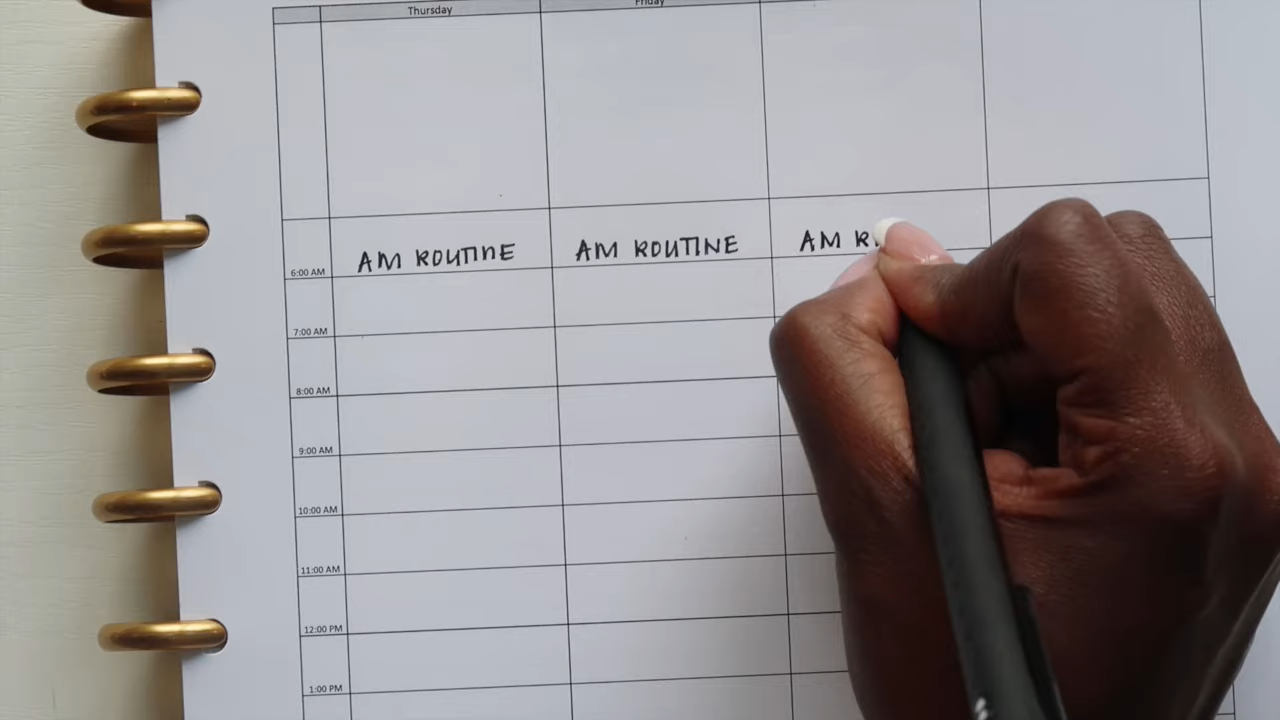 Thursday
Friday
AM ROUTINE AM ROUTINE AM
6:00 AM
7:00 AM
8:00 AM
9:00 AM
10:00 AM
11:00 AM
12:00 PM
1:00 PM